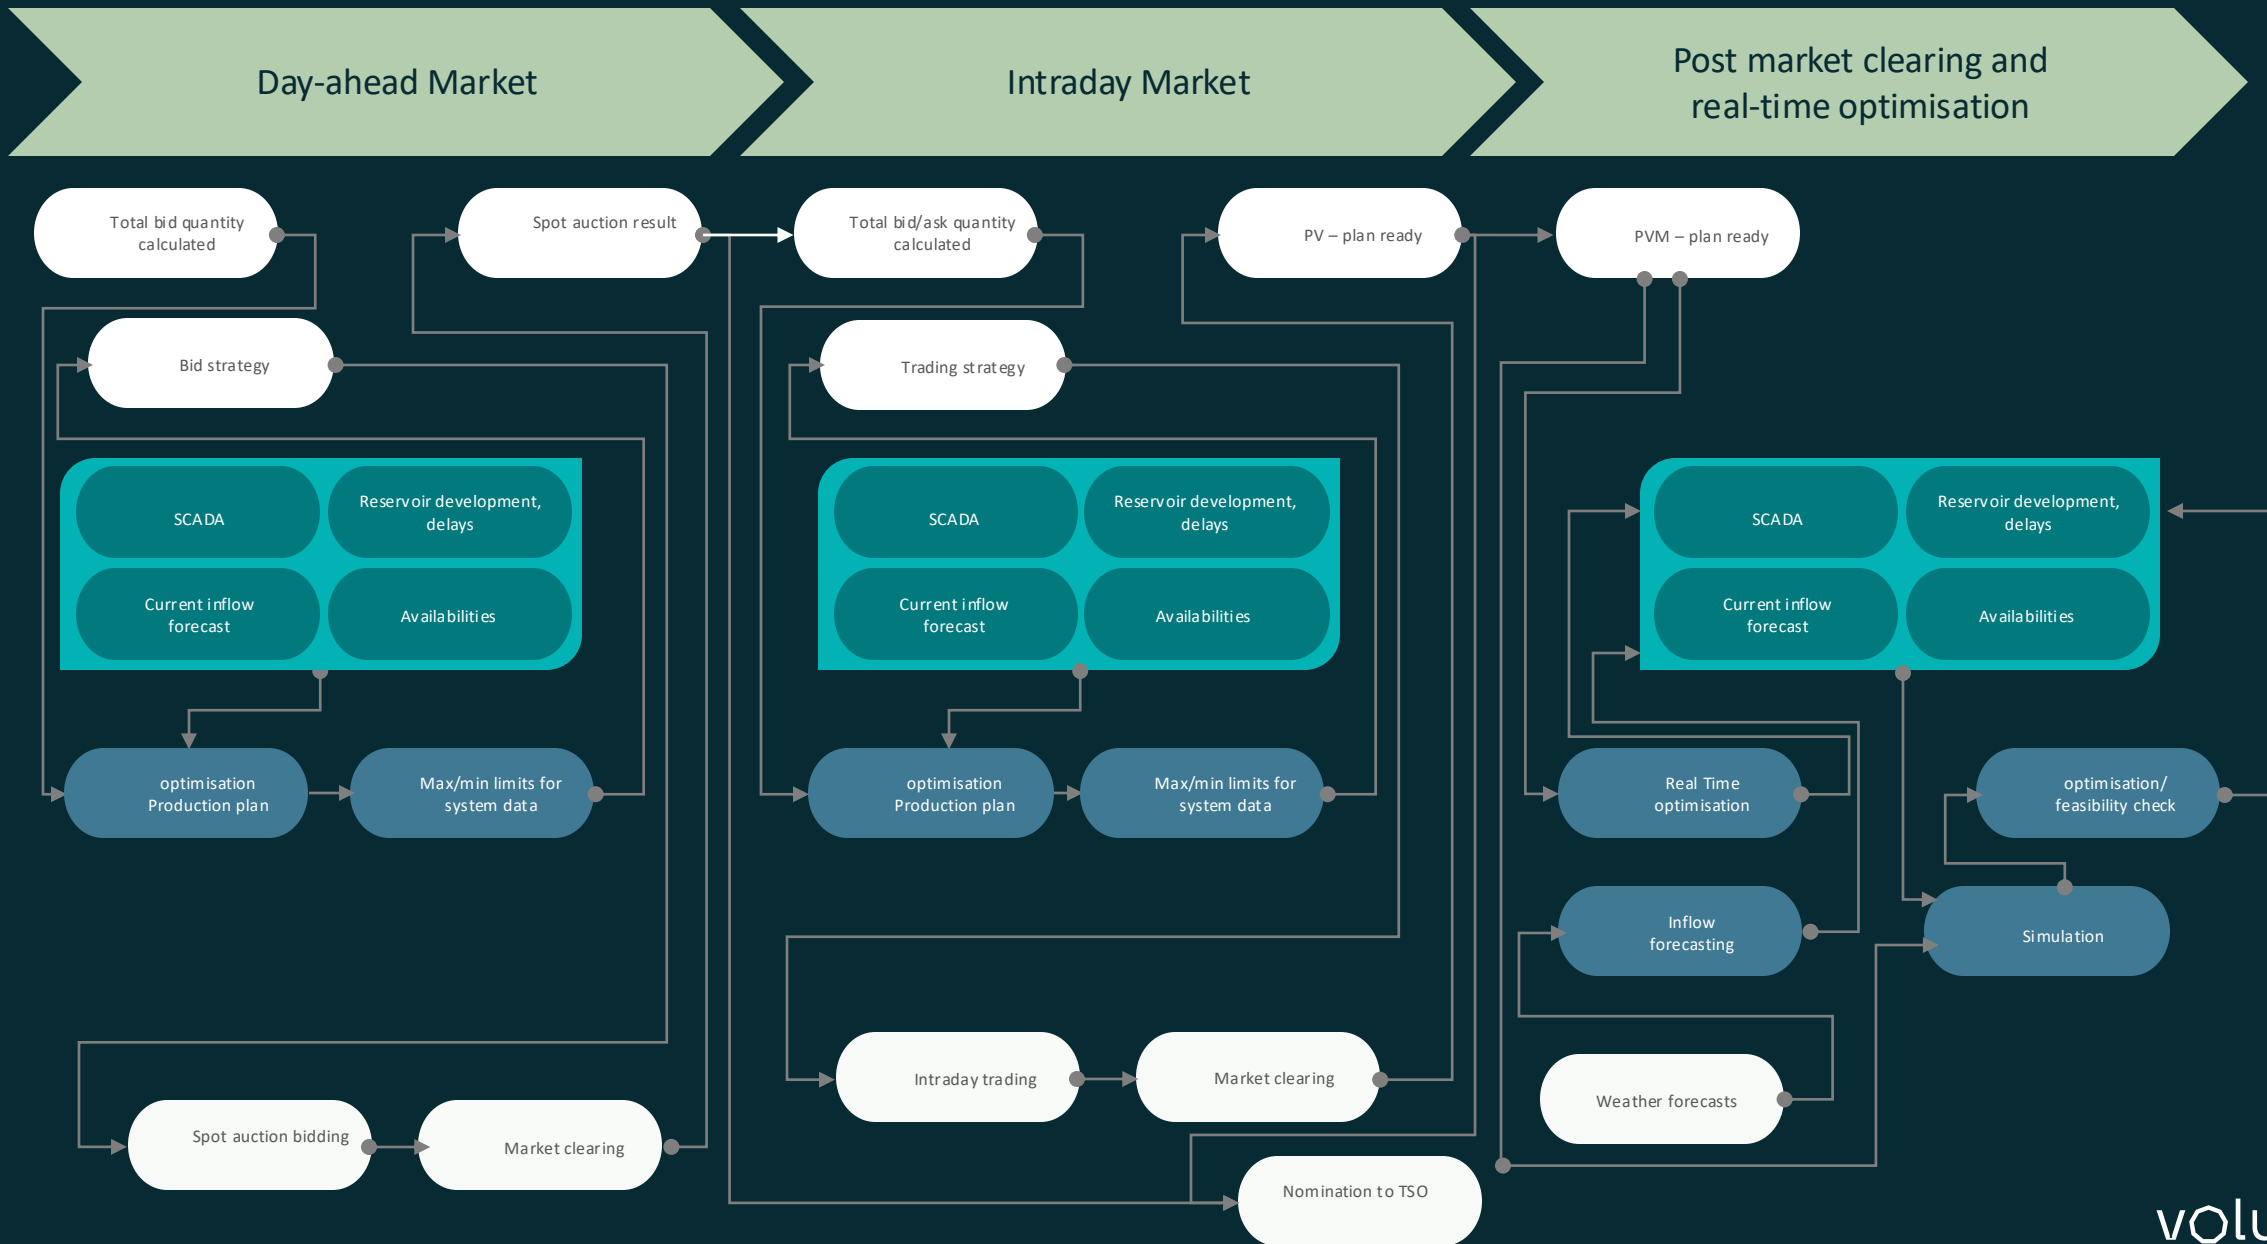 Day-ahead Market
Intraday Market
Post market clearing and
real-time optimisation
Total bid quantity
calculated
Spot auction result
Total bid/ask quantity
calculated
PV – plan ready
PVM – plan ready
Bid strategy
Trading strategy
SCADA
Reservoir development,
delays
Current inflow
forecast
Availabilities
SCADA
Reservoir development,
delays
Current inflow
forecast
Availabilities
SCADA
Reservoir development,
delays
Current inflow
forecast
Availabilities
optimisation
Production plan
Max/min limits for
system data
optimisation
Production plan
Max/min limits for
system data
Real Time
optimisation
optimisation/
feasibility check
Inflow
forecasting
Simulation
Intraday trading
Market clearing
Weather forecasts
Spot auction bidding
Market clearing
Nomination to TSO